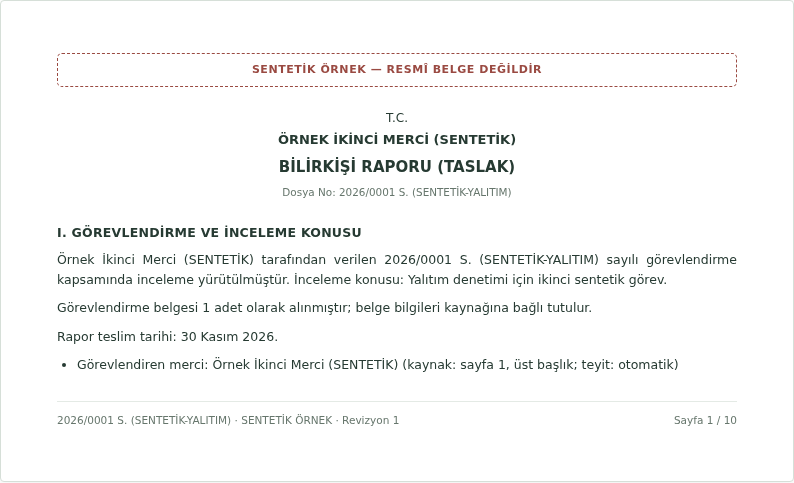 SENTETİK ÖRNEK — RESMÎ BELGE DEĞİLDİR
T.C.
ÖRNEK İKİNCİ MERCİ (SENTETİK)
BİLİRKİŞİ RAPORU (TASLAK)
Dosya No: 2026/0001 S. (SENTETİK-YALITIM)
I. GÖREVLENDİRME VE İNCELEME KONUSU
Örnek İkinci Merci (SENTETİK) tarafından verilen 2026/0001 S. (SENTETİK-YALITIM) sayılı görevlendirme
kapsamında inceleme yürütülmüştür. İnceleme konusu: Yalıtım denetimi için ikinci sentetik görev.
Görevlendirme belgesi 1 adet olarak alınmıştır; belge bilgileri kaynağına bağlı tutulur.
Rapor teslim tarihi: 30 Kasım 2026.
• Görevlendiren merci: Örnek İkinci Merci (SENTETİK) (kaynak: sayfa 1, üst başlık; teyit: otomatik)
2026/0001 S. (SENTETİK-YALITIM) · SENTETİK ÖRNEK · Revizyon 1
Sayfa 1 / 10